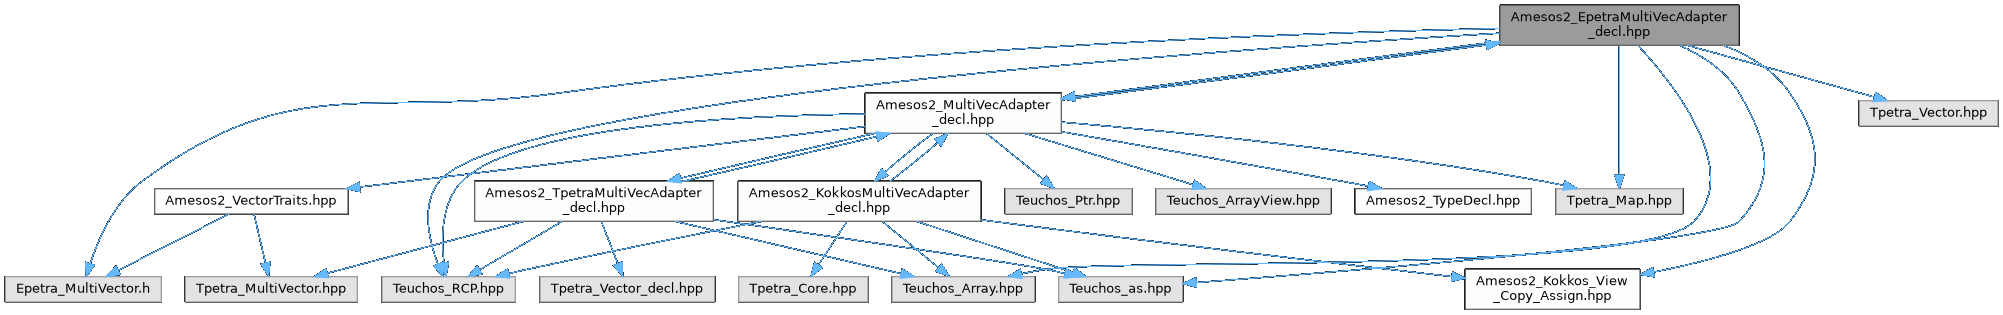 Amesos2_EpetraMultiVecAdapter
_decl.hpp
Amesos2_MultiVecAdapter
_decl.hpp
Tpetra_Vector.hpp
Amesos2_VectorTraits.hpp
Amesos2_TpetraMultiVecAdapter
_decl.hpp
Amesos2_KokkosMultiVecAdapter
_decl.hpp
Teuchos_Ptr.hpp
Teuchos_ArrayView.hpp
Amesos2_TypeDecl.hpp
Tpetra_Map.hpp
Epetra_MultiVector.h
Tpetra_MultiVector.hpp
Teuchos_RCP.hpp
Tpetra_Vector_decl.hpp
Tpetra_Core.hpp
Teuchos_Array.hpp
Teuchos_as.hpp
Amesos2_Kokkos_View
_Copy_Assign.hpp